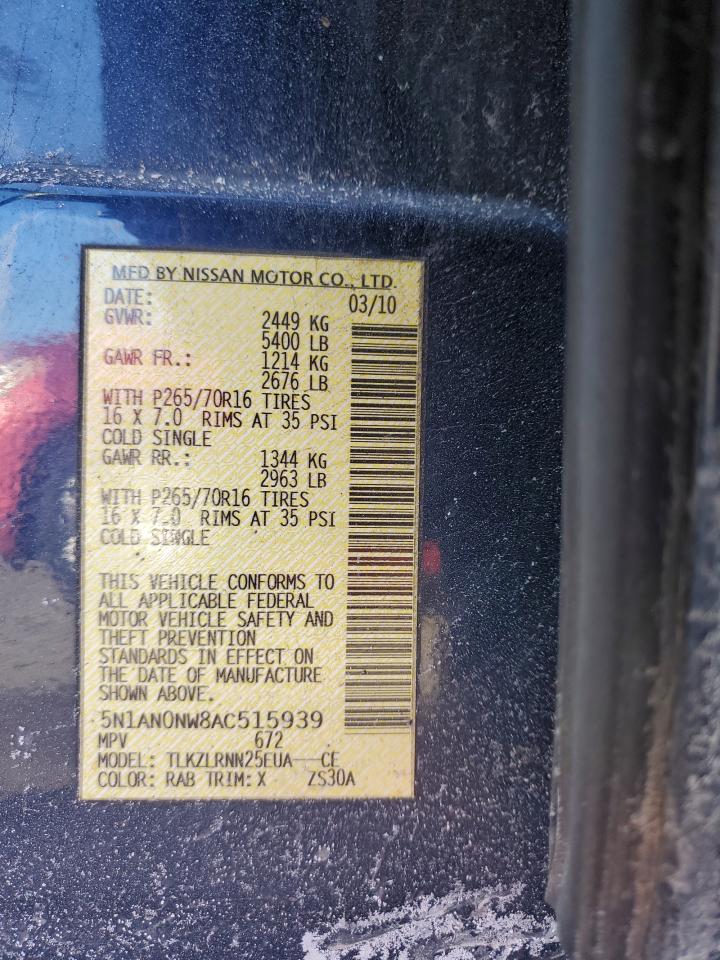 MFD BY NISSAN MOTOR CO., LTD.
DATE: 03/10
GVWR: 2449 KG
5400 LB
GAWR FR.: 1214 KG
2676 LB
WITH P265/70R16 TIRES
16 X 7.0 RIMS AT 35 PSI
COLD SINGLE
GAWR RR.: 1344 KG
2963 LB
WITH P265/70R16 TIRES
16 X 7.0 RIMS AT 35 PSI
COLD SINGLE
THIS VEHICLE CONFORMS TO
ALL APPLICABLE FEDERAL
MOTOR VEHICLE SAFETY AND
THEFT PREVENTION
STANDARDS IN EFFECT ON
THE DATE OF MANUFACTURE
SHOWN ABOVE.
5N1AN0NW8AC515939
MPV 672
MODEL: TLKZLRNN25EUA---CE
COLOR: RAB TRIM: X ZS30A